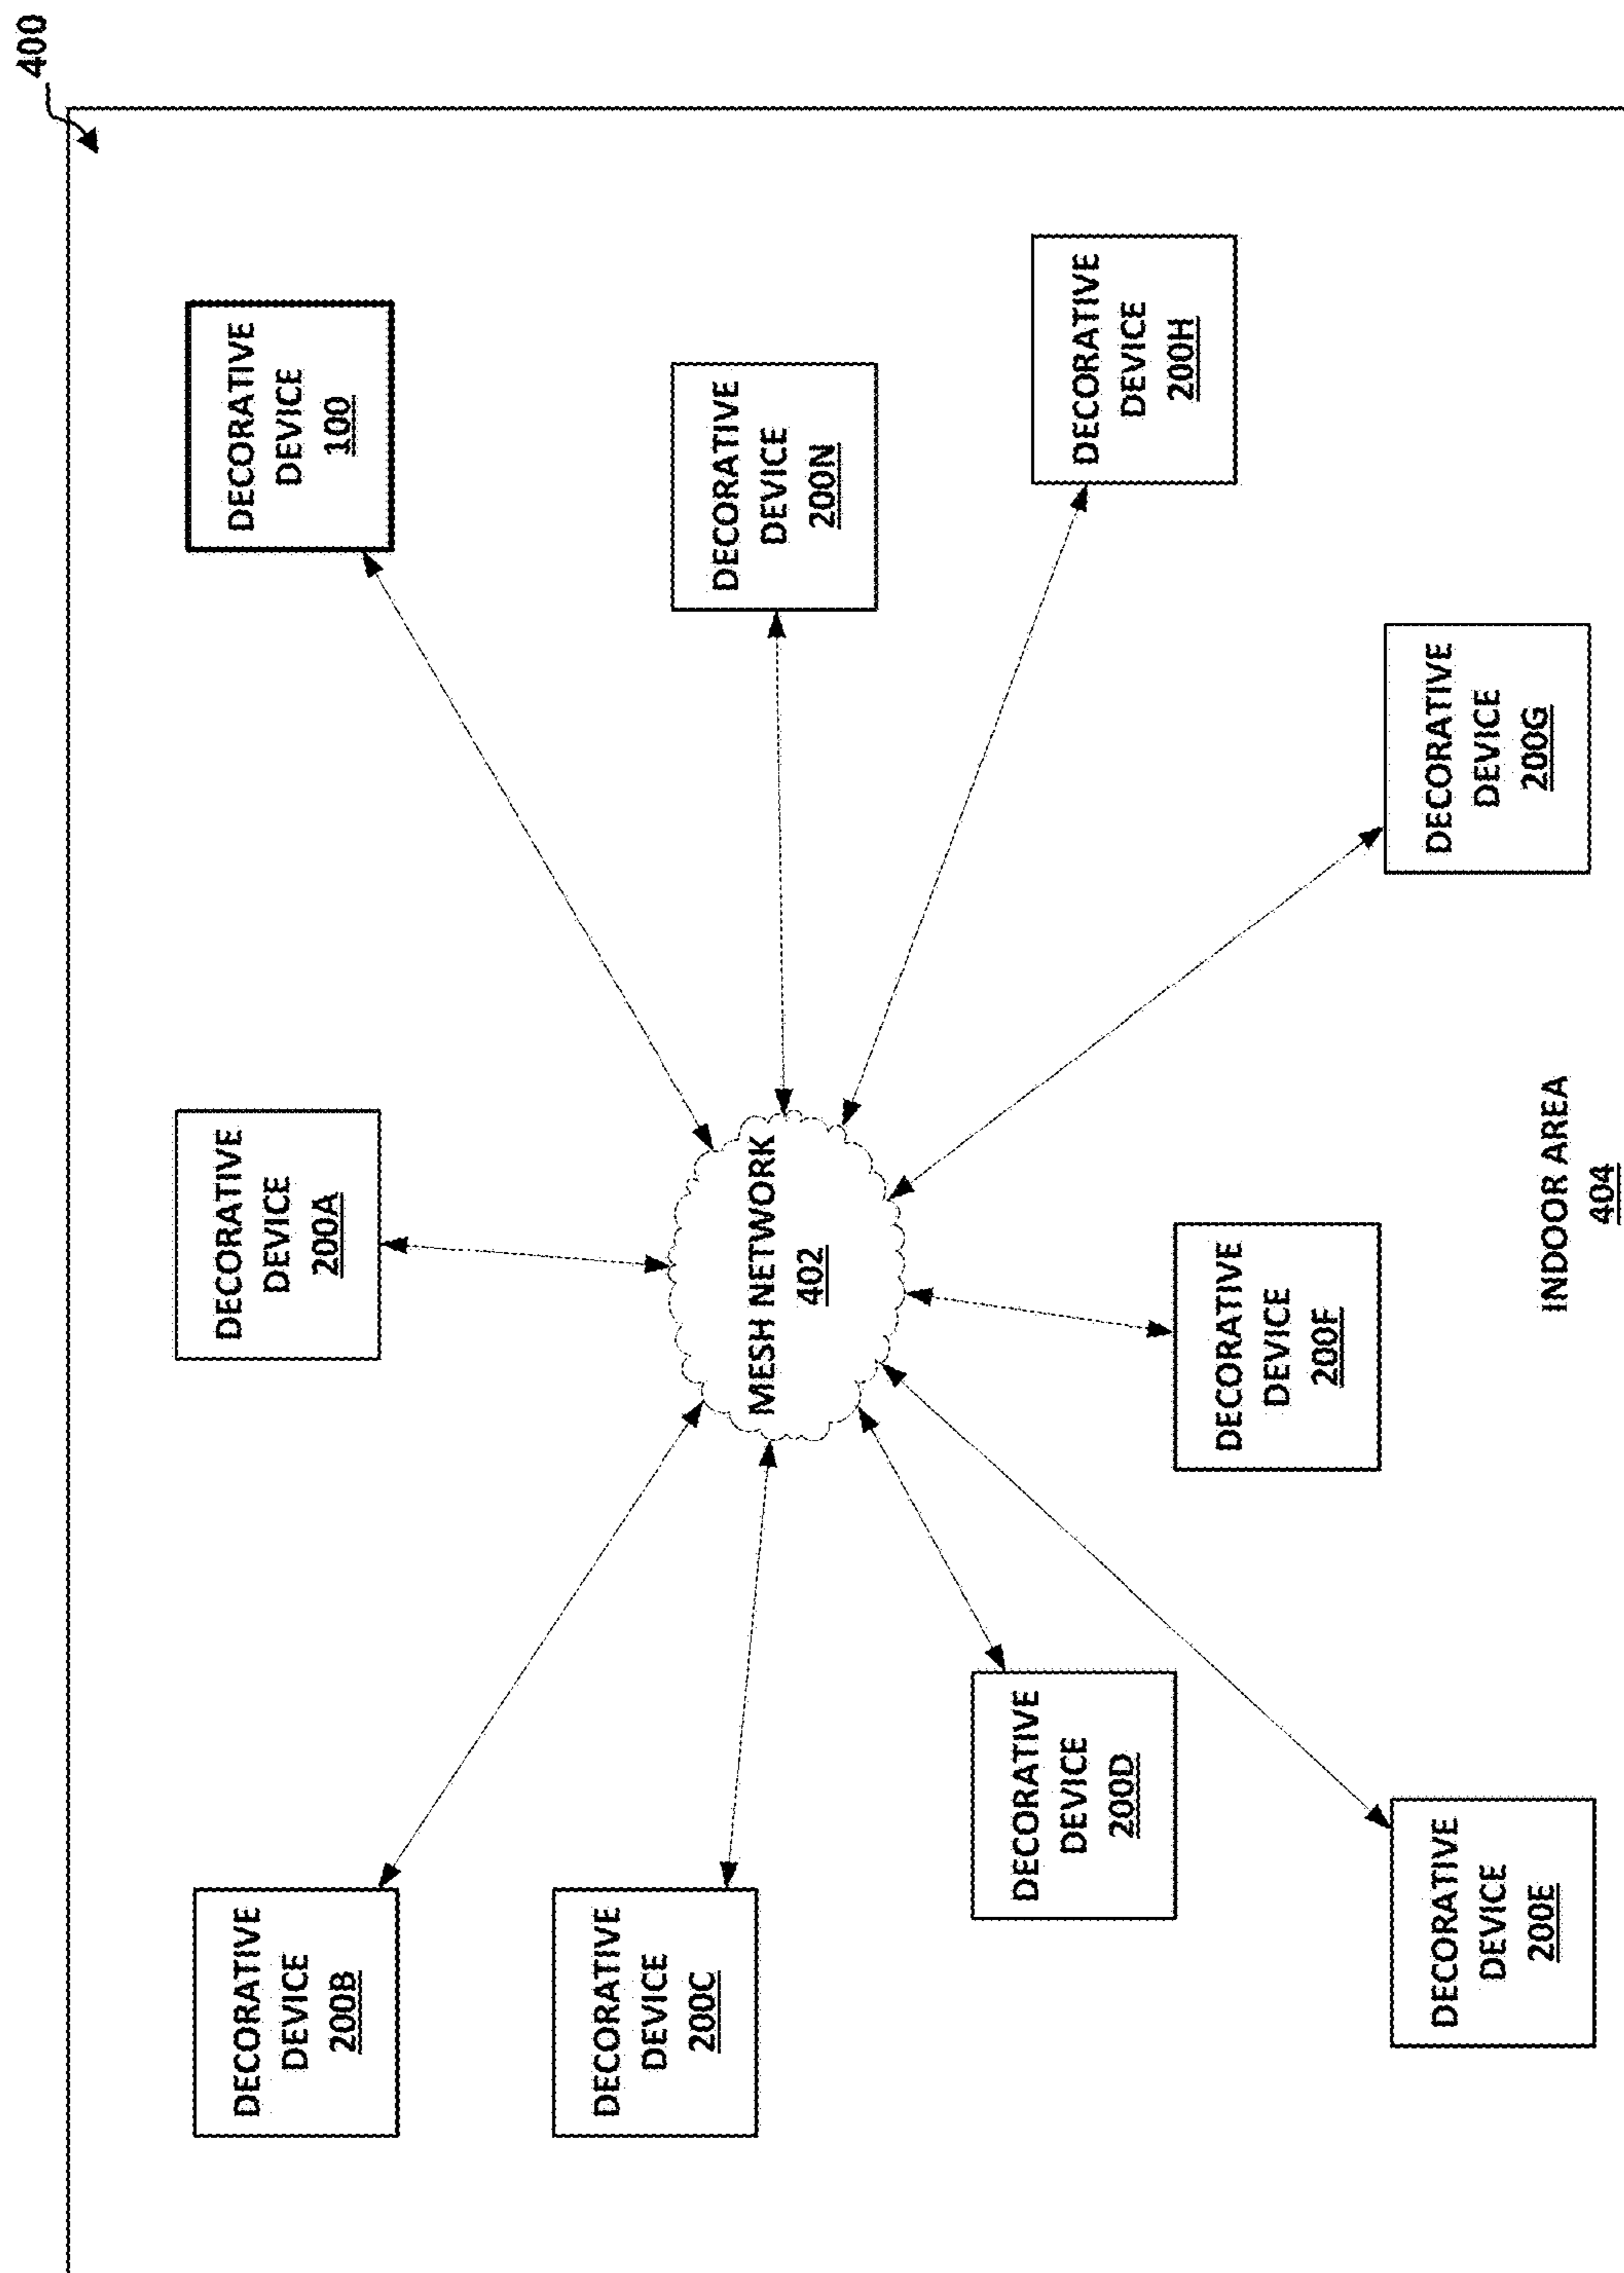 400
DECORATIVE
DEVICE
200B
DECORATIVE
DEVICE
200A
DECORATIVE
DEVICE
100
DECORATIVE
DEVICE
200C
MESH NETWORK
402
DECORATIVE
DEVICE
200N
DECORATIVE
DEVICE
200D
DECORATIVE
DEVICE
200H
DECORATIVE
DEVICE
200F
DECORATIVE
DEVICE
200E
DECORATIVE
DEVICE
200G
INDOOR AREA
404